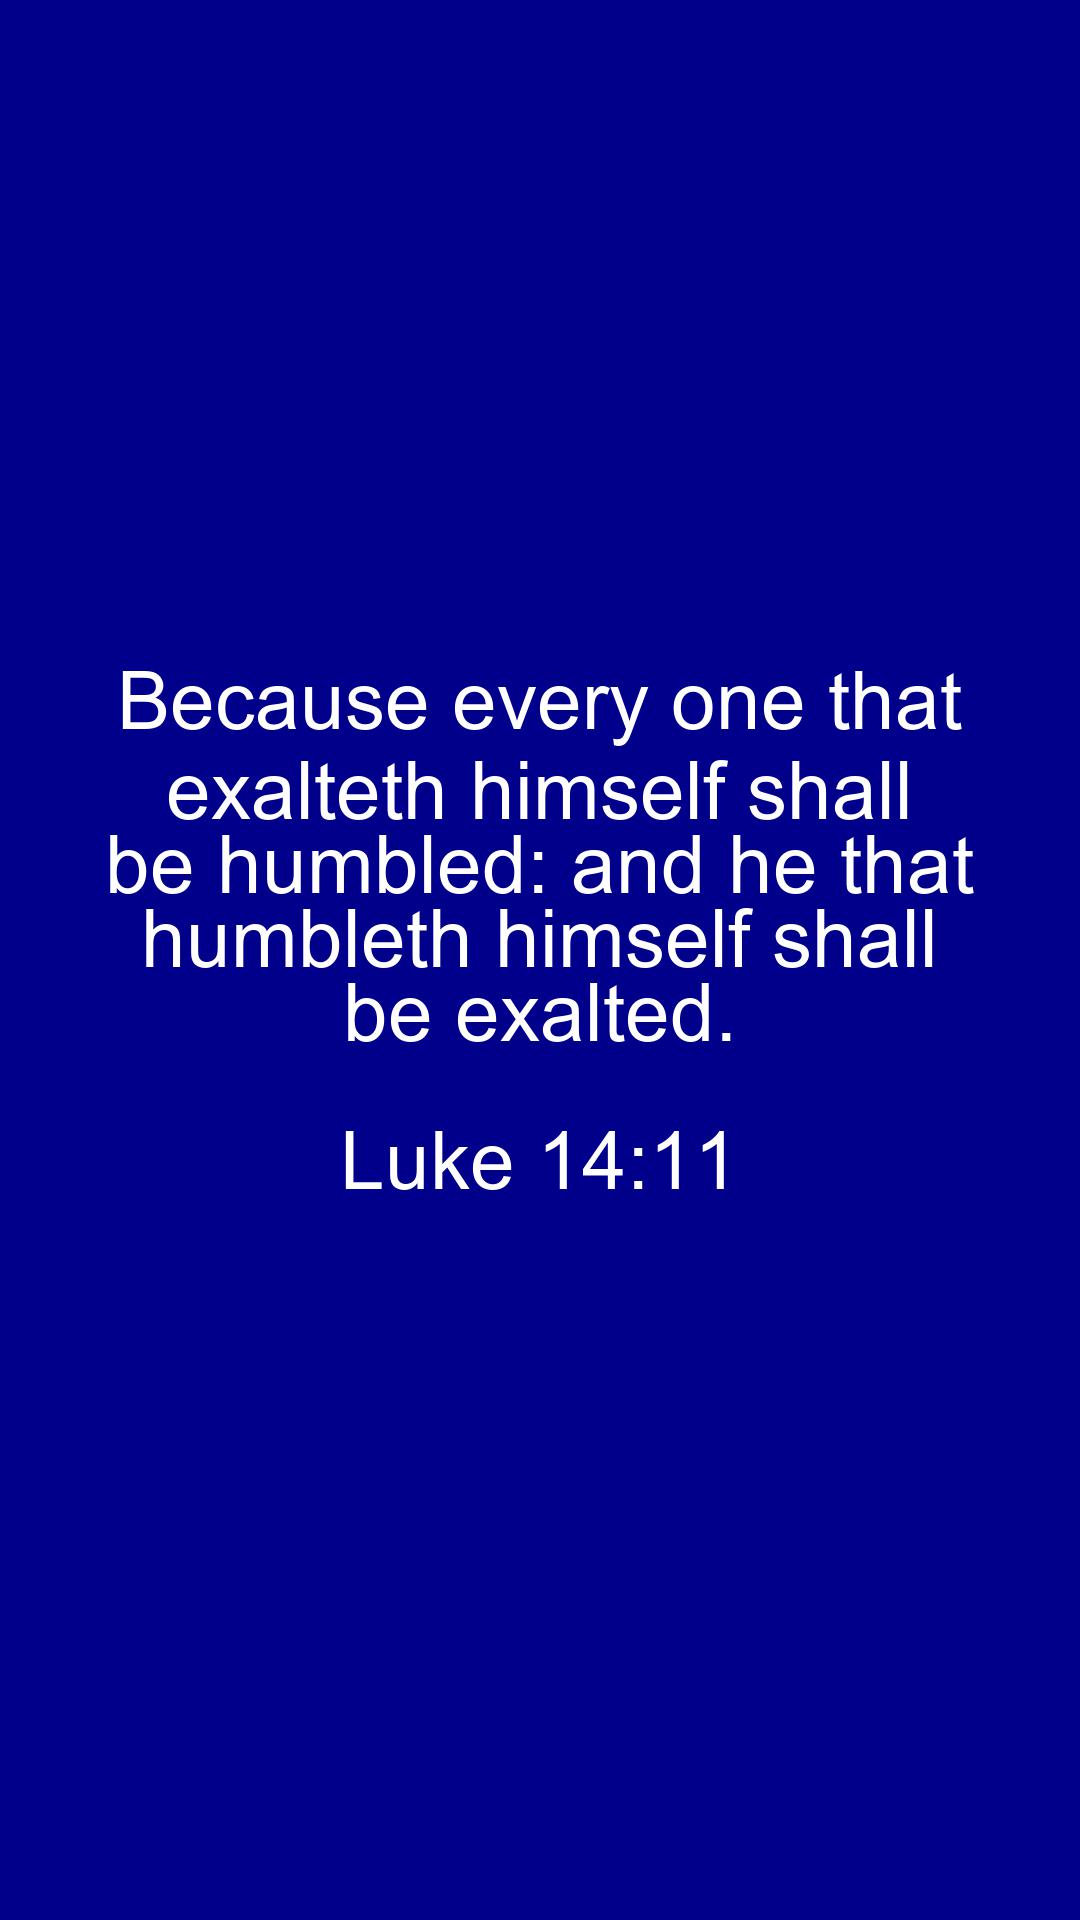 Because every one that
exalteth himself shall
be humbled: and he that
humbleth himself shall
be exalted.
Luke 14:11